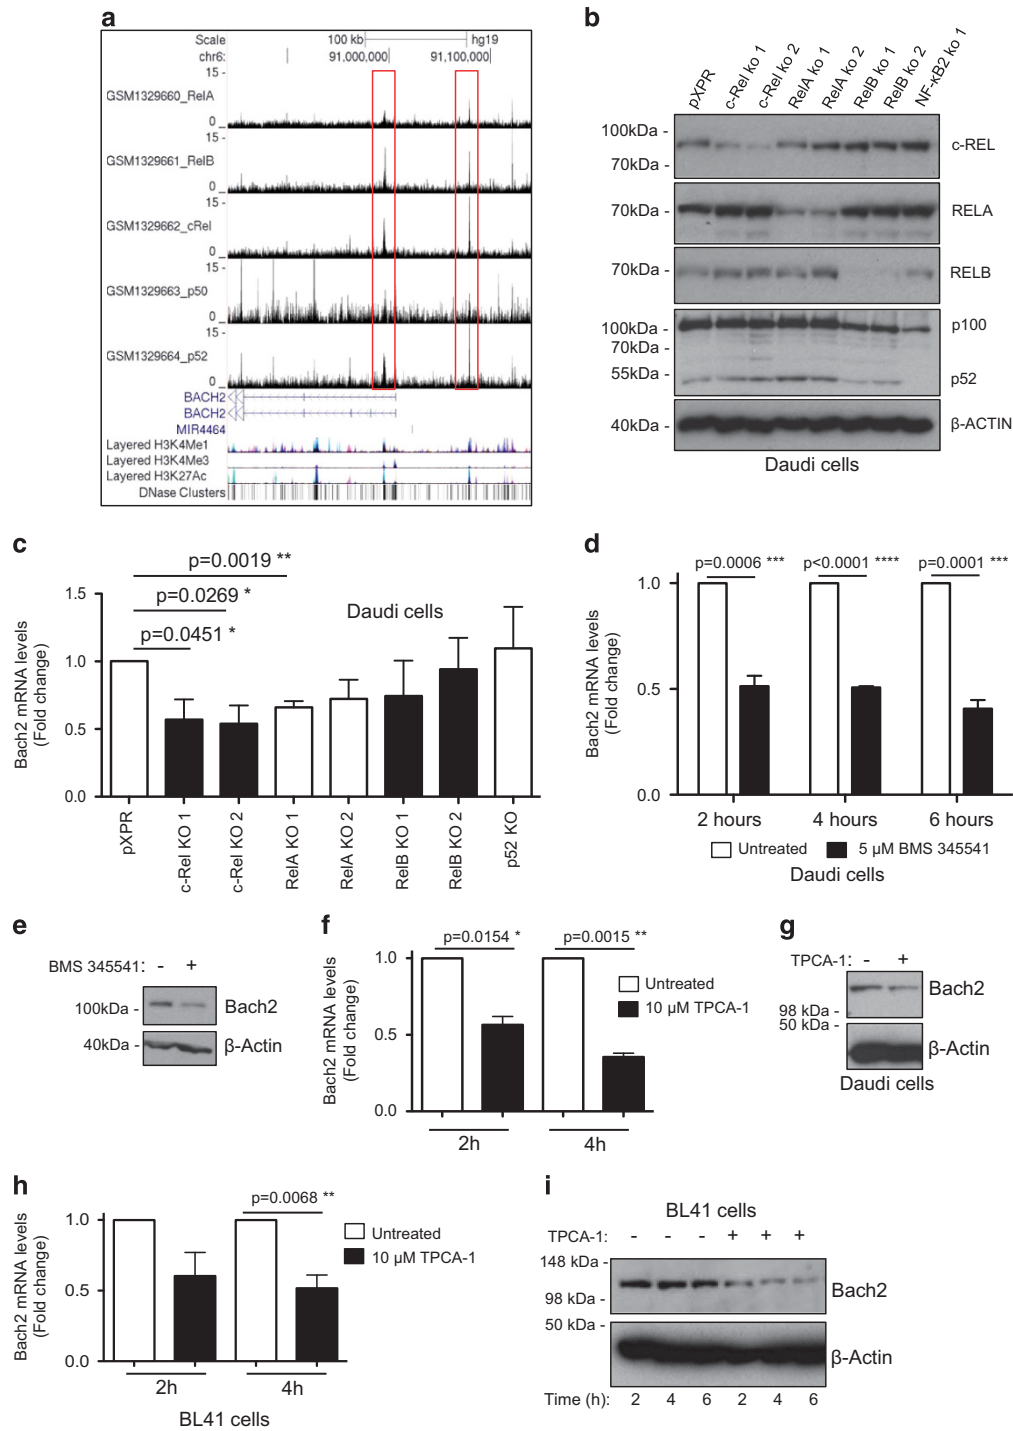 a
Scale 100 kb hg19
chr6: 91,000,000 91,100,000
15 -
GSM1329660_RelA
0 _
15 -
GSM1329661_RelB
0 _
15 -
GSM1329662_cRel
0 _
15 -
GSM1329663_p50
0 _
15 -
GSM1329664_p52
0 _
BACH2
BACH2
MIR4464
Layered H3K4Me1
Layered H3K4Me3
Layered H3K27Ac
DNase Clusters
b
pXPR c-Rel ko 1 c-Rel ko 2 RelA ko 1 RelA ko 2 RelB ko 1 RelB ko 2 NF-κB2 ko 1
100kDa -
70kDa -
c-REL
70kDa -
RELA
70kDa -
RELB
100kDa -
70kDa -
55kDa -
p100
p52
40kDa -
β-ACTIN
Daudi cells
c
p=0.0019 **
p=0.0269 *
p=0.0451 *
Daudi cells
Bach2 mRNA levels
(Fold change)
1.5
1.0
0.5
0.0
pXPR
c-Rel KO 1
c-Rel KO 2
RelA KO 1
RelA KO 2
RelB KO 1
RelB KO 2
p52 KO
d
p=0.0006 *** p<0.0001 **** p=0.0001 ***
Bach2 mRNA levels
(Fold change)
1.0
0.5
0.0
2 hours 4 hours 6 hours
Untreated 5 µM BMS 345541
Daudi cells
e
BMS 345541: - +
100kDa -
Bach2
40kDa -
β-Actin
f
p=0.0154 * p=0.0015 **
Bach2 mRNA levels
(Fold change)
1.0
0.5
0.0
Untreated
10 µM TPCA-1
2h 4h
g
TPCA-1: - +
Bach2
98 kDa -
50 kDa -
β-Actin
Daudi cells
h
p=0.0068 **
Bach2 mRNA levels
(Fold change)
1.0
0.5
0.0
Untreated
10 µM TPCA-1
2h 4h
BL41 cells
i
BL41 cells
TPCA-1: - - - + + +
148 kDa -
Bach2
98 kDa -
50 kDa -
β-Actin
Time (h): 2 4 6 2 4 6